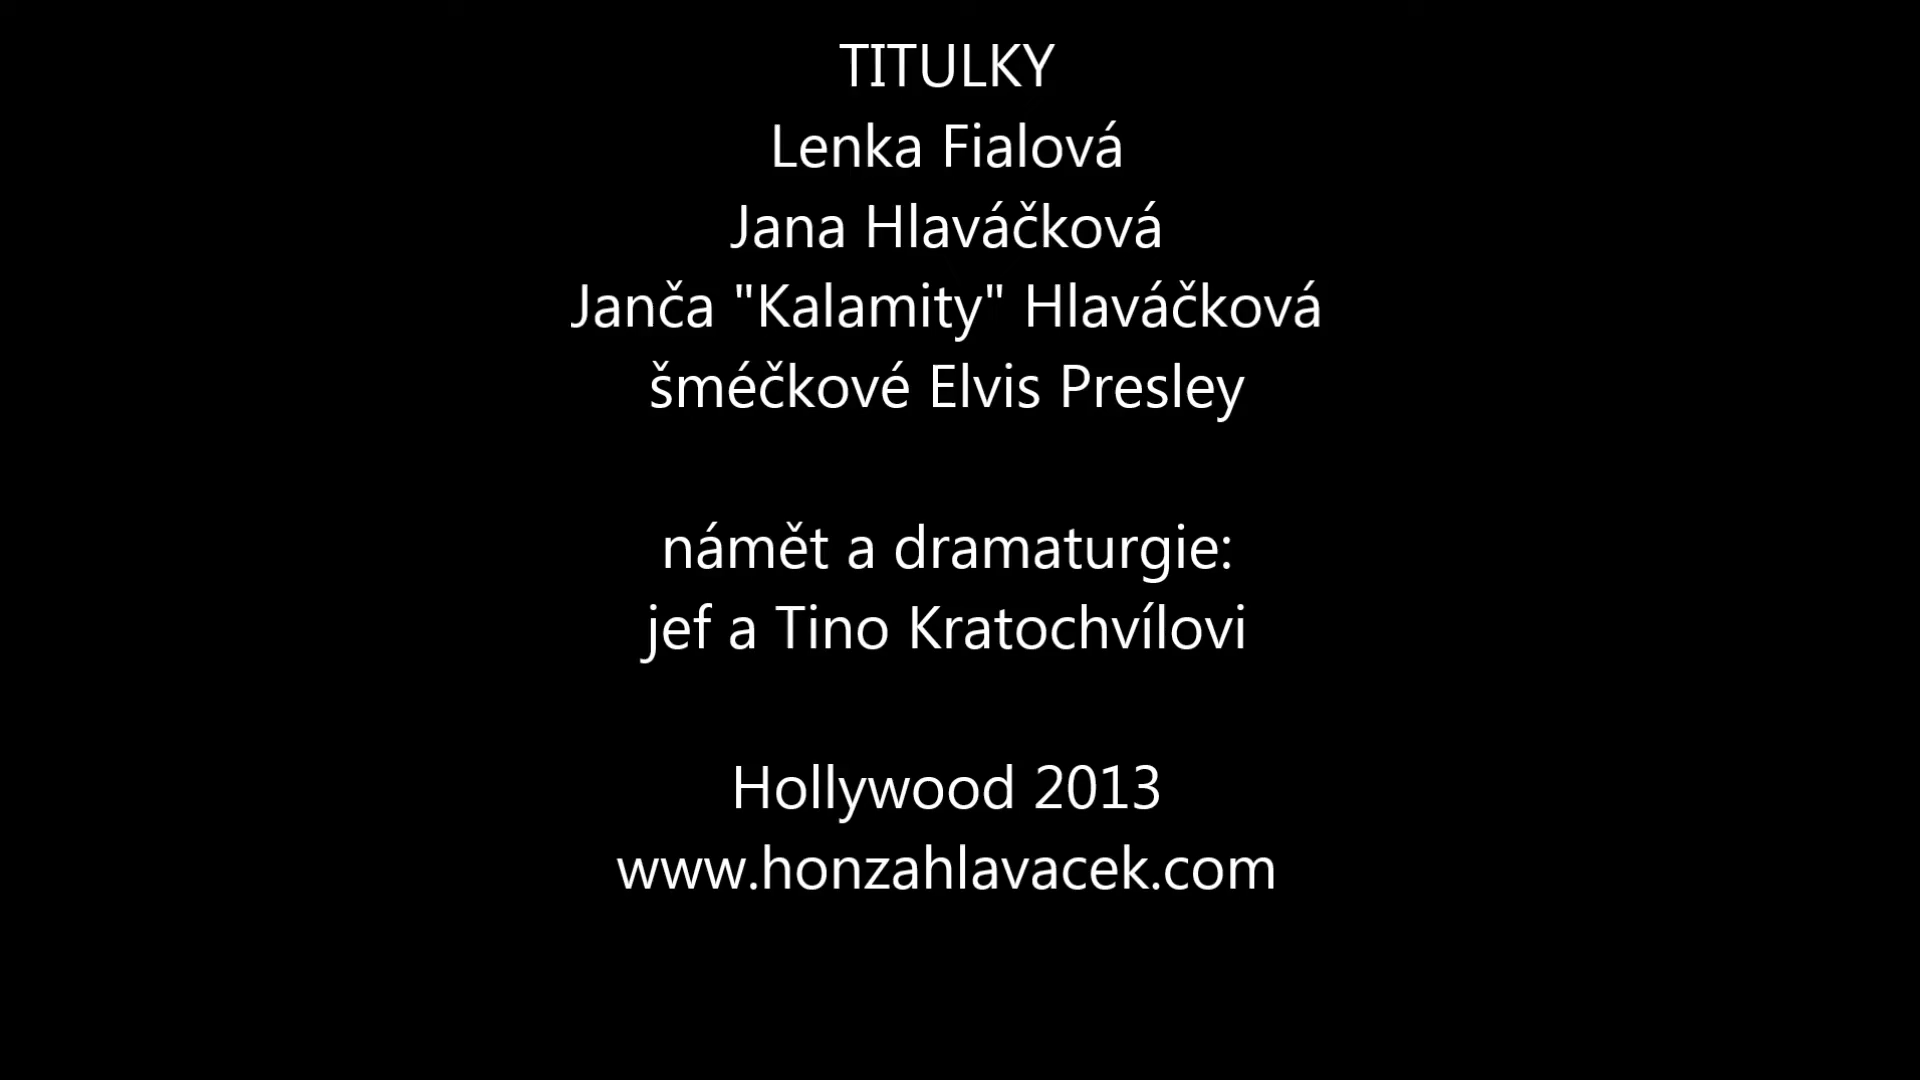 TITULKY
Lenka Fialová
Jana Hlaváčková
Janča "Kalamity" Hlaváčková
šméčkové Elvis Presley
námět a dramaturgie:
jef a Tino Kratochvílovi
Hollywood 2013
www.honzahlavacek.com